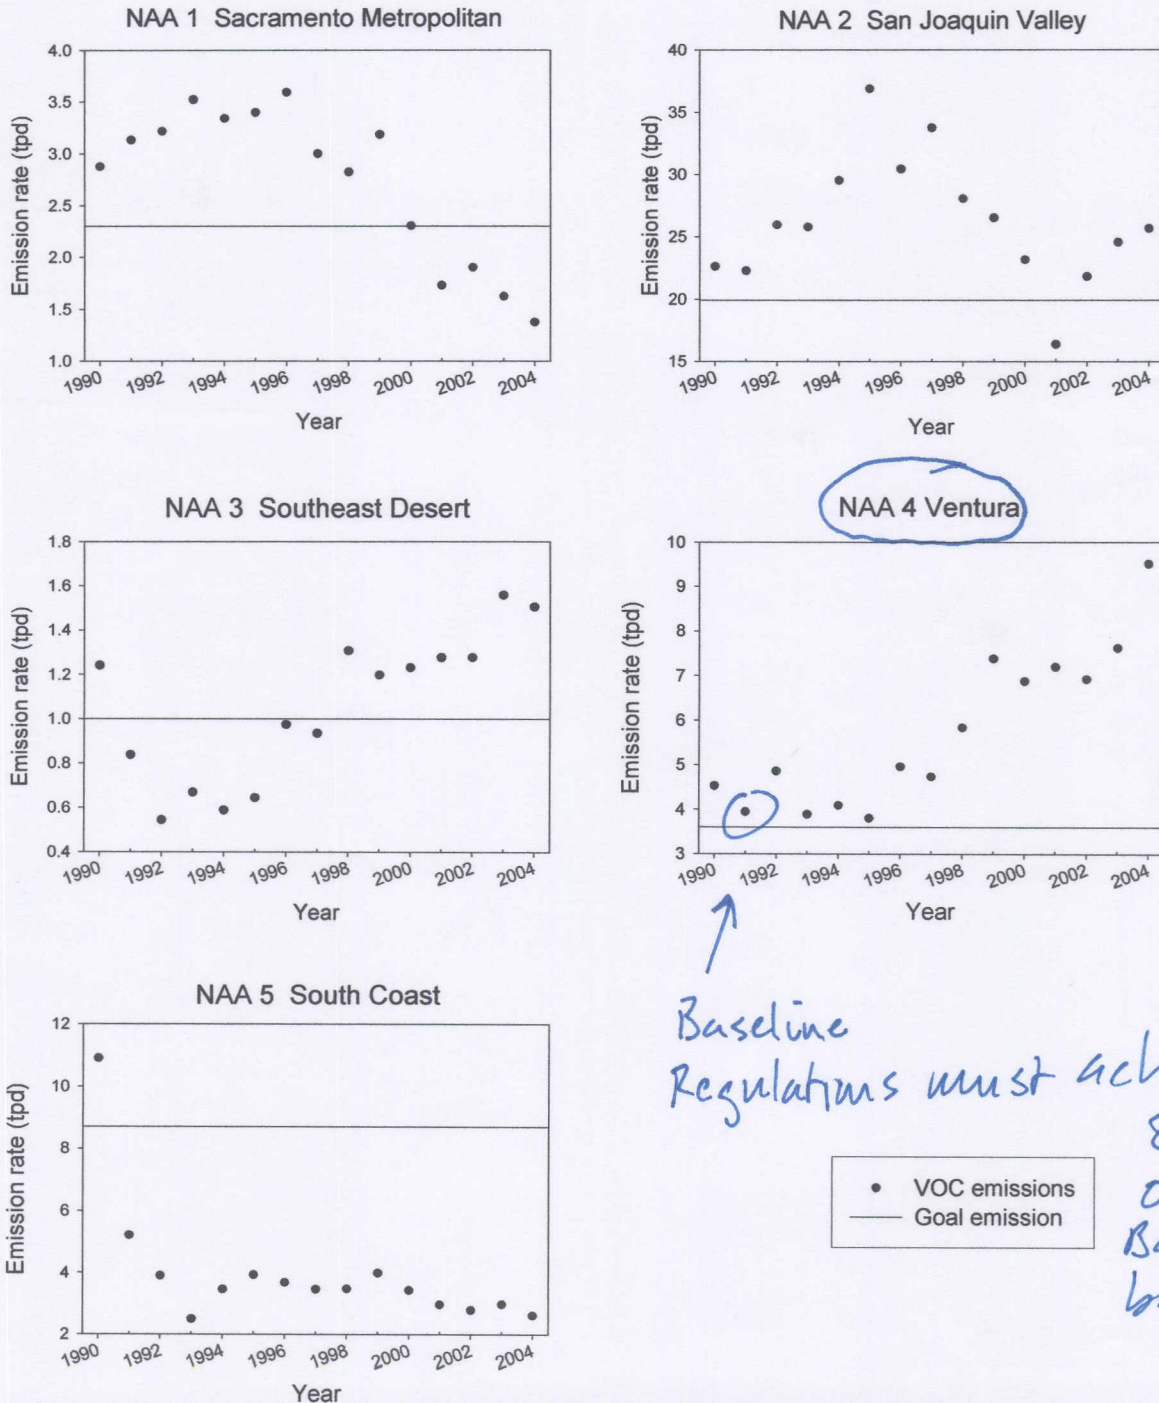 NAA 1 Sacramento Metropolitan
Emission rate (tpd)
4.0
3.5
3.0
2.5
2.0
1.5
1.0
1990 1992 1994 1996 1998 2000 2002 2004
Year
NAA 2 San Joaquin Valley
Emission rate (tpd)
40
35
30
25
20
15
1990 1992 1994 1996 1998 2000 2002 2004
Year
NAA 3 Southeast Desert
Emission rate (tpd)
1.8
1.6
1.4
1.2
1.0
0.8
0.6
0.4
1990 1992 1994 1996 1998 2000 2002 2004
Year
NAA 4 Ventura
Emission rate (tpd)
10
9
8
7
6
5
4
3
1990 1992 1994 1996 1998 2000 2002 2004
Year
Baseline
Regulations must
NAA 5 South Coast
Emission rate (tpd)
12
10
8
6
4
2
1990 1992 1994 1996 1998 2000 2002 2004
Year
VOC emissions
Goal emission